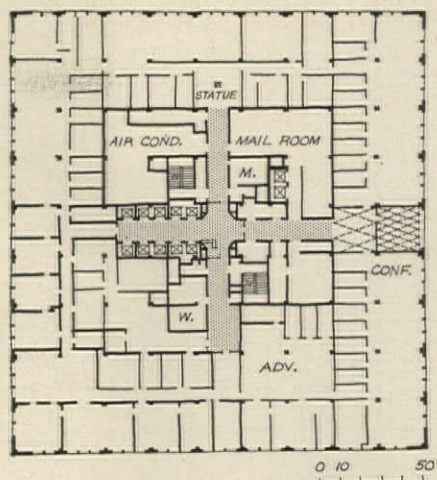 STATUE
AIR COND. MAIL ROOM
M.
CONF.
W.
ADV.
0 10 50'